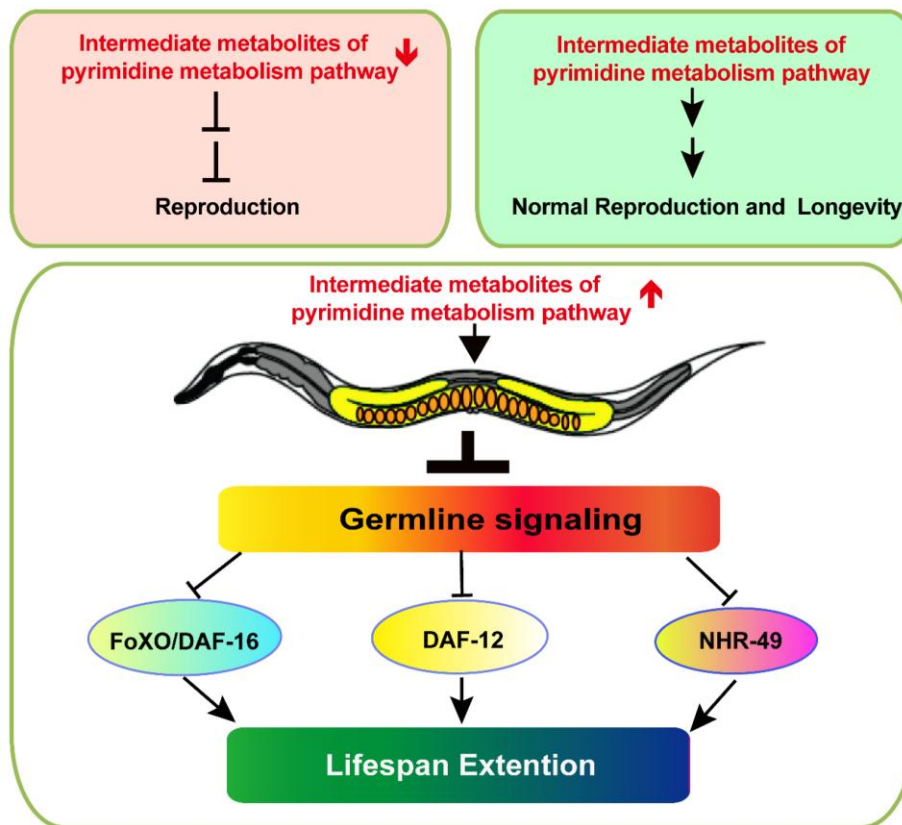 Intermediate metabolites of
pyrimidine metabolism pathway
Reproduction
Intermediate metabolites of
pyrimidine metabolism pathway
Normal Reproduction and Longevity
Intermediate metabolites of
pyrimidine metabolism pathway
Germline signaling
FoXO/DAF-16
DAF-12
NHR-49
Lifespan Extention